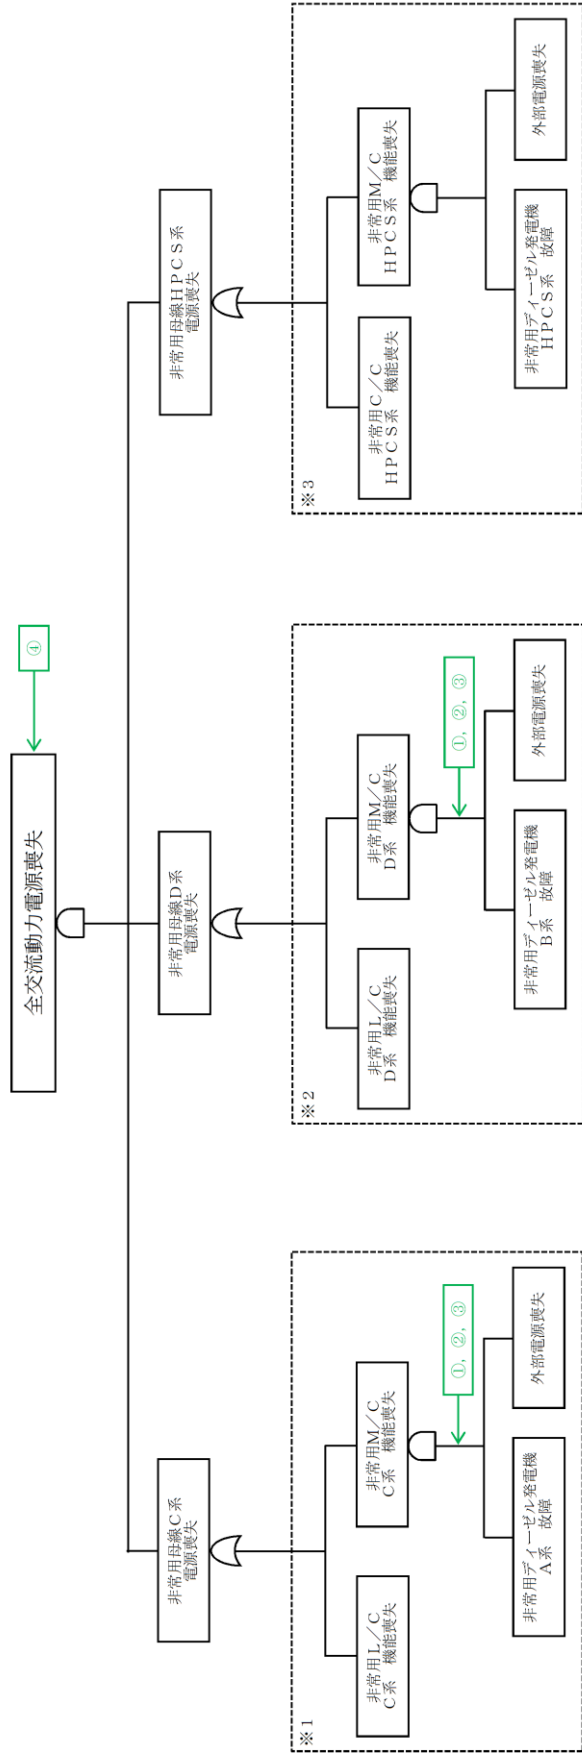 全交流動力電源喪失
④
非常用母線C系
電源喪失
非常用母線D系
電源喪失
非常用母線HPCS系
電源喪失
※1
非常用L/C
C系 機能喪失
非常用M/C
C系 機能喪失
①, ②, ③
非常用ディーゼル発電機
A系 故障
外部電源喪失
※2
非常用L/C
D系 機能喪失
非常用M/C
D系 機能喪失
①, ②, ③
非常用ディーゼル発電機
B系 故障
外部電源喪失
※3
非常用C/C
HPCS系 機能喪失
非常用M/C
HPCS系 機能喪失
非常用ディーゼル発電機
HPCS系 故障
外部電源喪失